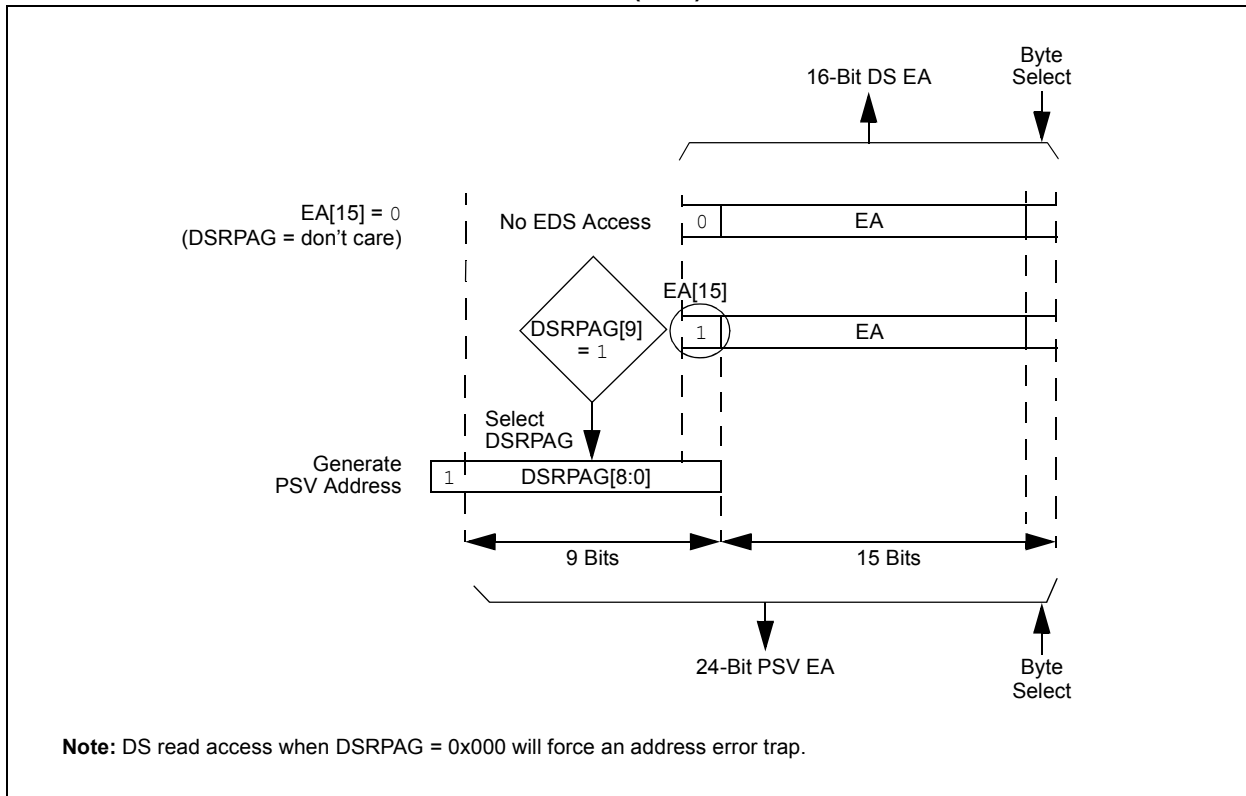 16-Bit DS EA
Byte
Select
EA[15] = 0
(DSRPAG = don't care)
No EDS Access
0
EA
EA[15]
DSRPAG[9]
= 1
1
EA
Select
DSRPAG
Generate
PSV Address
1
DSRPAG[8:0]
9 Bits
15 Bits
24-Bit PSV EA
Byte
Select
Note: DS read access when DSRPAG = 0x000 will force an address error trap.